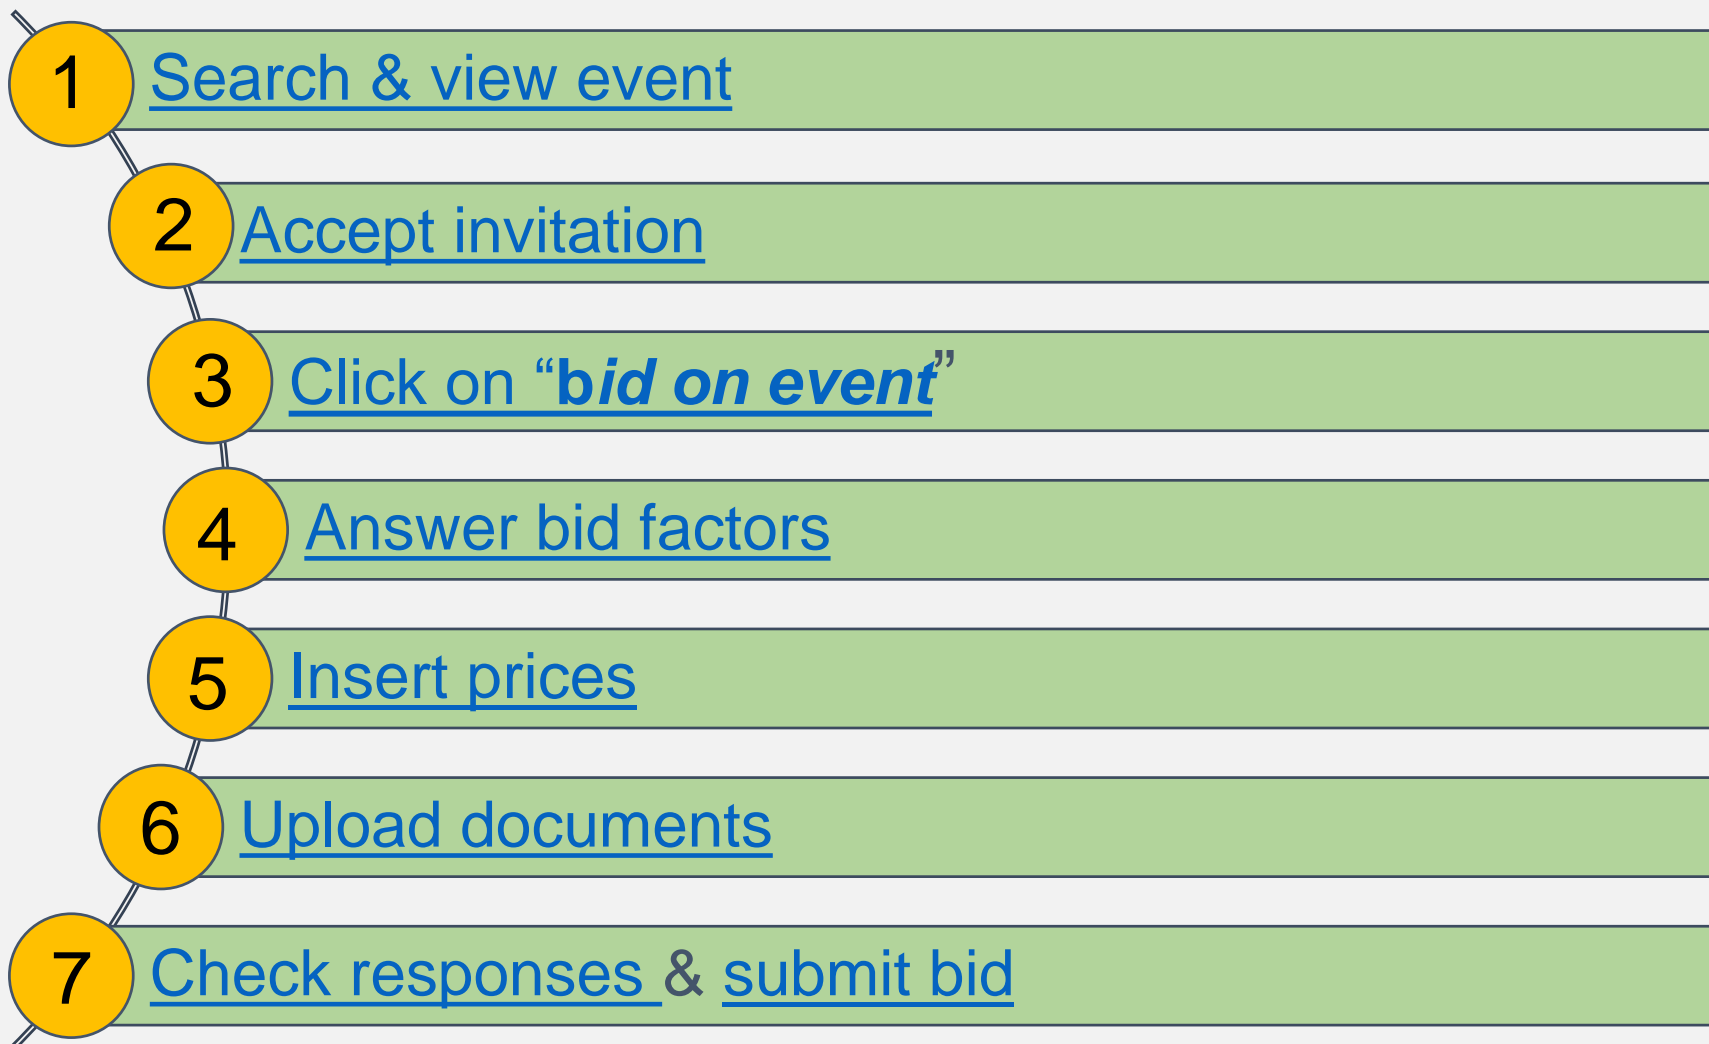 1 Search & view event
2 Accept invitation
3 Click on “bid on event”
4 Answer bid factors
5 Insert prices
6 Upload documents
7 Check responses & submit bid